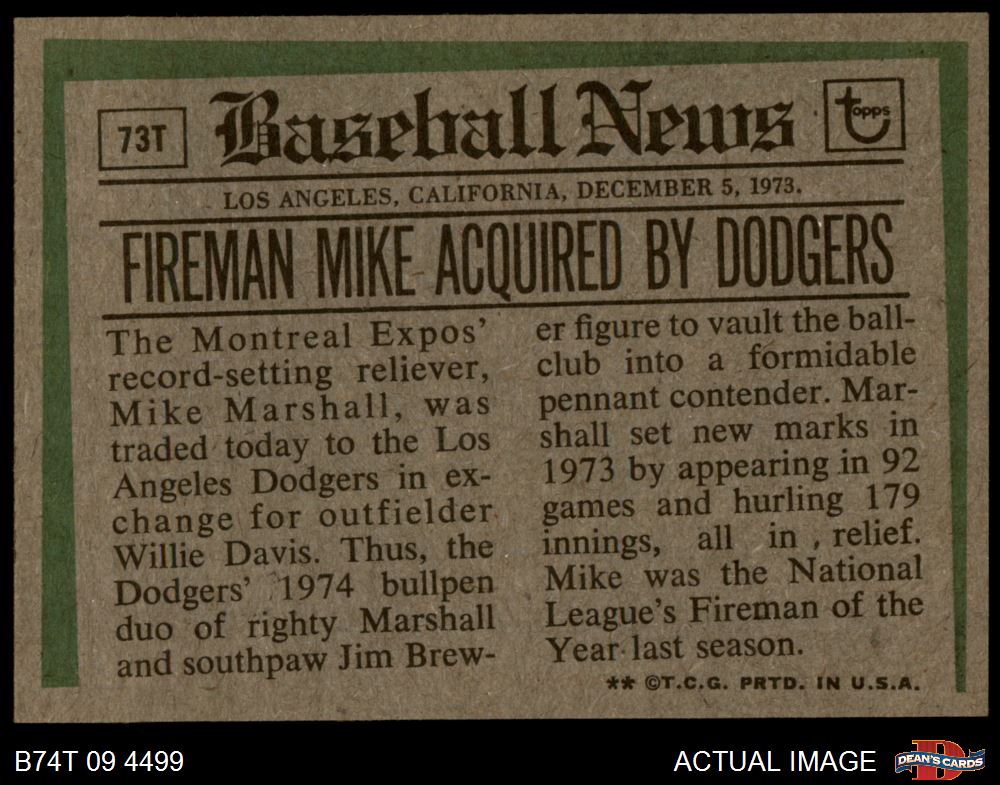 73T
Baseball News
topps
LOS ANGELES, CALIFORNIA, DECEMBER 5, 1973.
FIREMAN MIKE ACQUIRED BY DODGERS
The Montreal Expos'
record-setting reliever,
Mike Marshall, was
traded today to the Los
Angeles Dodgers in ex-
change for outfielder
Willie Davis. Thus, the
Dodgers' 1974 bullpen
duo of righty Marshall
and southpaw Jim Brew-
er figure to vault the ball-
club into a formidable
pennant contender. Mar-
shall set new marks in
1973 by appearing in 92
games and hurling 179
innings, all in , relief.
Mike was the National
League's Fireman of the
Year last season.
** ©T.C.G. PRTD. IN U.S.A.
B74T 09 4499
ACTUAL IMAGE
DEAN'S CARDS